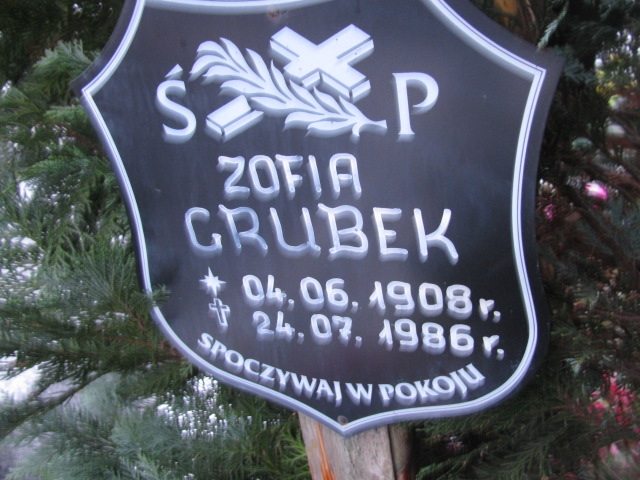 Ś P
ZOFIA
GRUBEK
04.06.1908 r.
24.07.1986 r.
SPOCZYWAJ W POKOJU